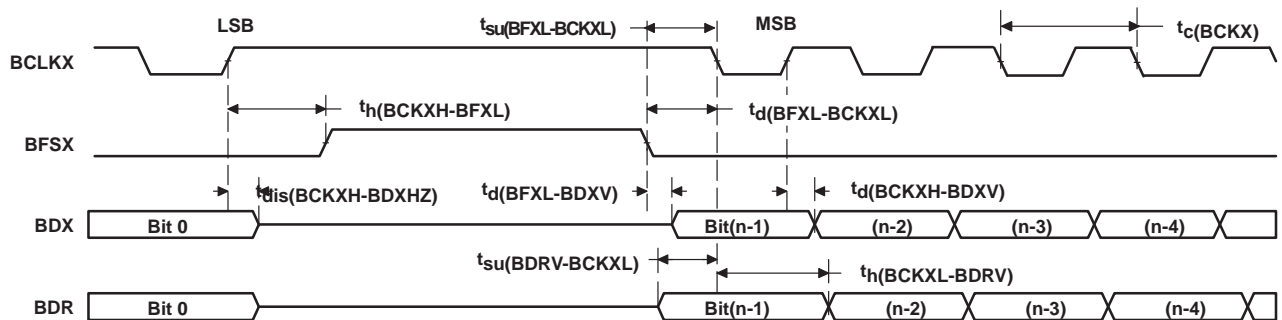 LSB
tsu(BFXL-BCKXL)
MSB
tc(BCKX)
BCLKX
th(BCKXH-BFXL)
td(BFXL-BCKXL)
BFSX
tdis(BCKXH-BDXHZ)
td(BFXL-BDXV)
td(BCKXH-BDXV)
BDX
Bit 0
Bit(n-1)
(n-2)
(n-3)
(n-4)
tsu(BDRV-BCKXL)
th(BCKXL-BDRV)
BDR
Bit 0
Bit(n-1)
(n-2)
(n-3)
(n-4)